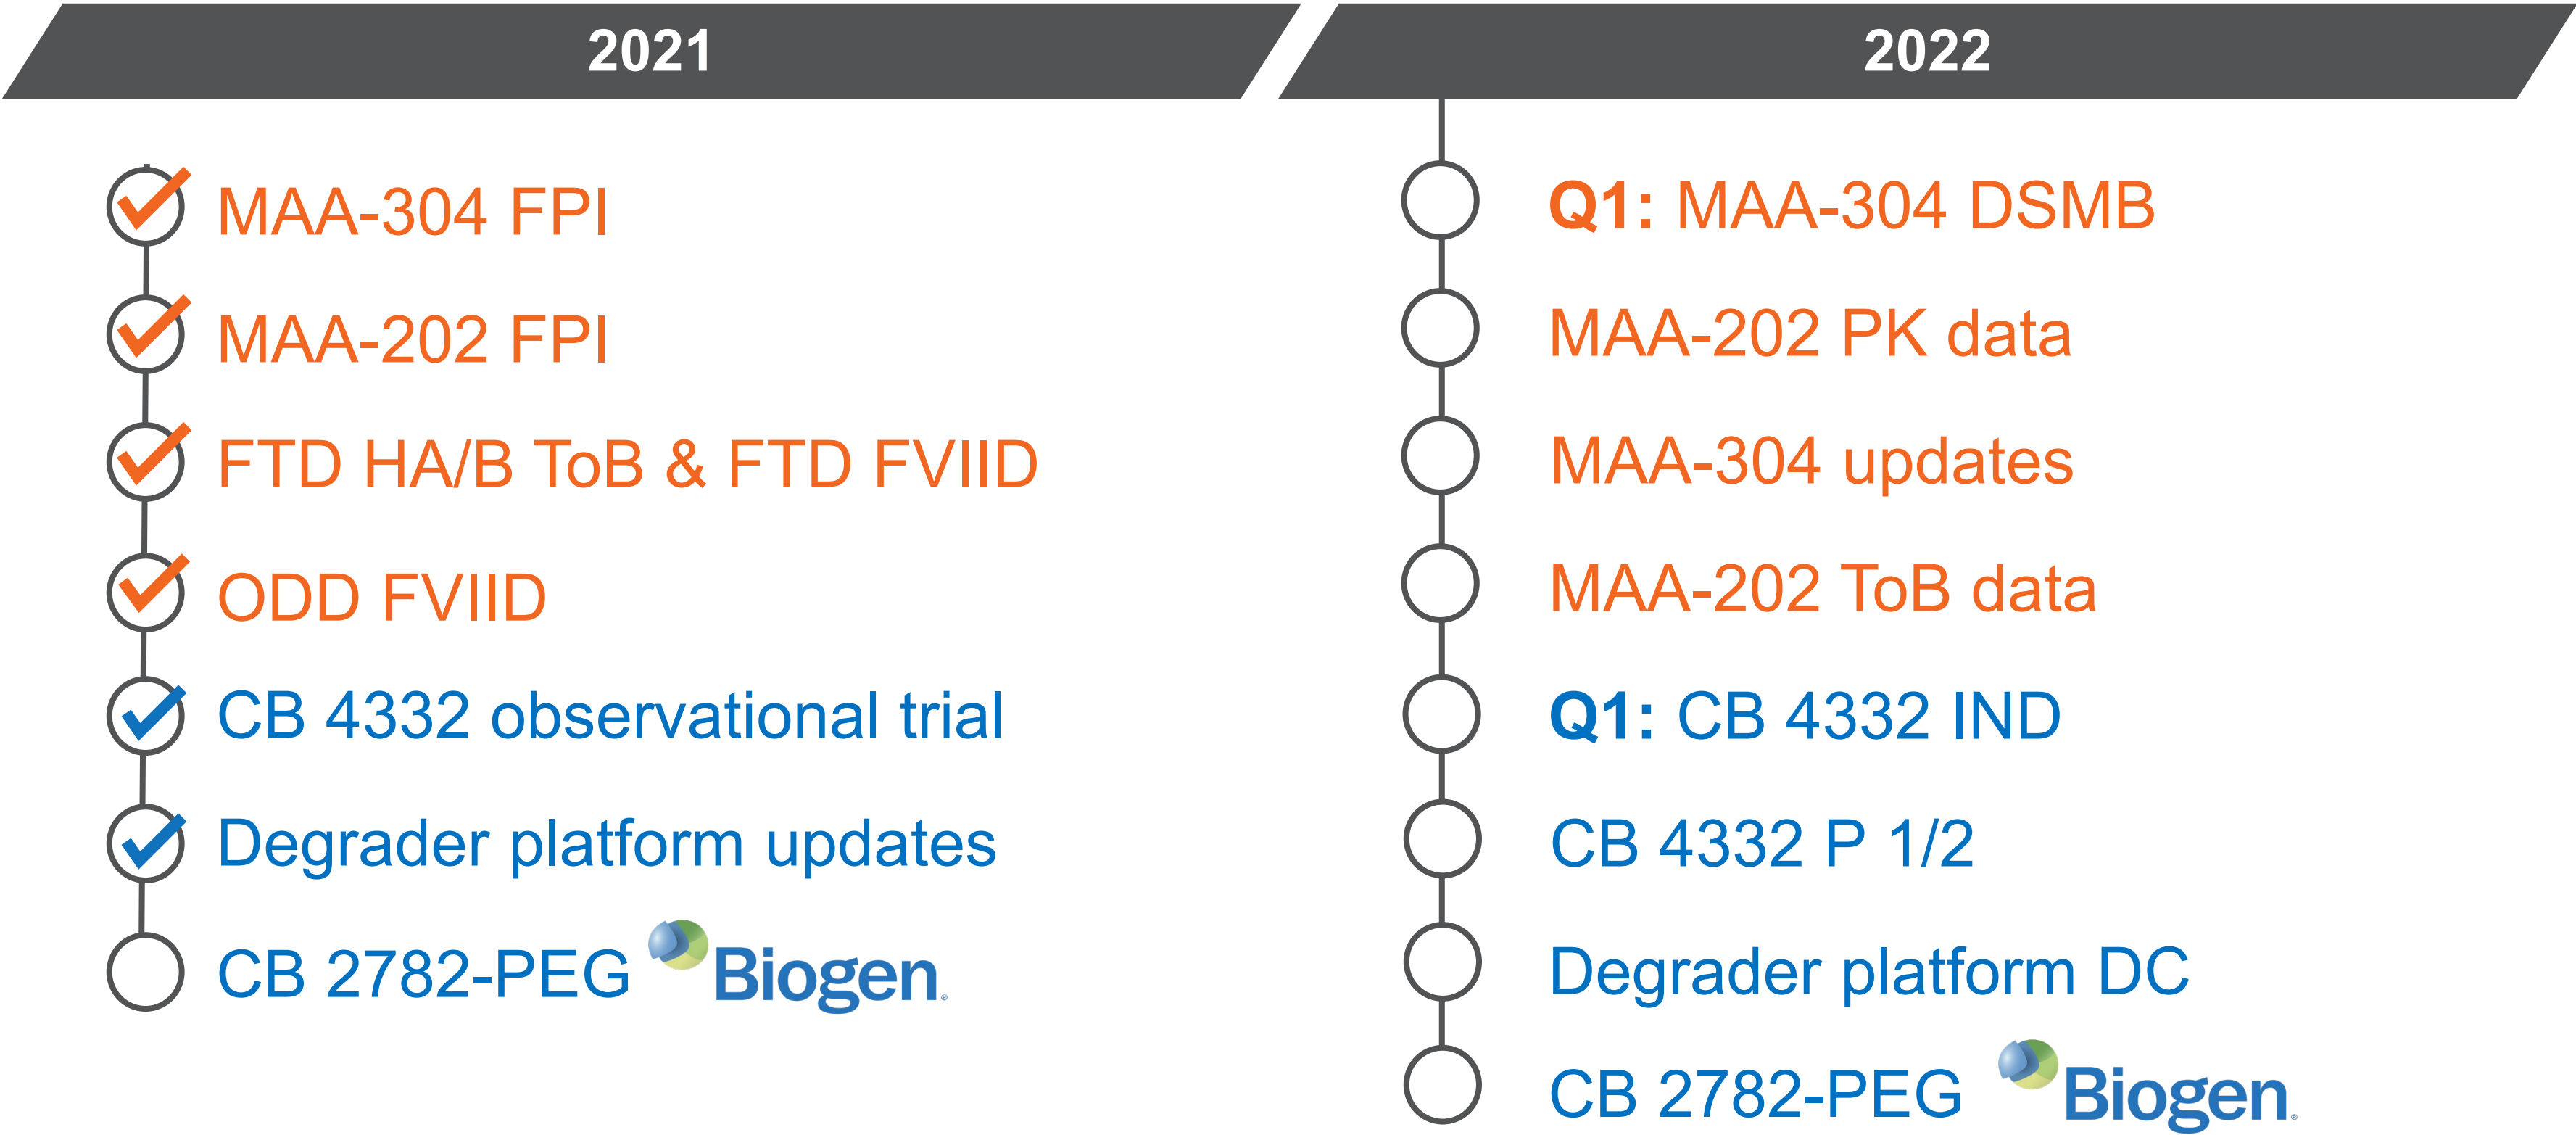 2021
MAA-304 FPI
MAA-202 FPI
FTD HA/B ToB & FTD FVIID
ODD FVIID
CB 4332 observational trial
Degrader platform updates
CB 2782-PEG Biogen®
2022
Q1: MAA-304 DSMB
MAA-202 PK data
MAA-304 updates
MAA-202 ToB data
Q1: CB 4332 IND
CB 4332 P 1/2
Degrader platform DC
CB 2782-PEG Biogen®